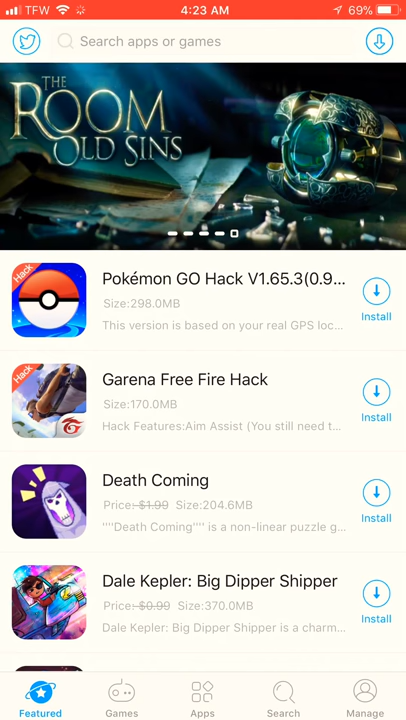 TFW
4:23 AM
69%
Search apps or games
THE
ROOM
OLD SINS
Hack
Pokémon GO Hack V1.65.3(0.9...
Size:298.0MB
This version is based on your real GPS loc...
Install
Hack
Garena Free Fire Hack
Size:170.0MB
Hack Features:Aim Assist (You still need t...
Install
Death Coming
Price: $1.99 Size:204.6MB
""Death Coming"" is a non-linear puzzle g...
Install
Dale Kepler: Big Dipper Shipper
Price: $0.99 Size:370.0MB
Dale Kepler: Big Dipper Shipper is a charm...
Install
Featured
Games
Apps
Search
Manage